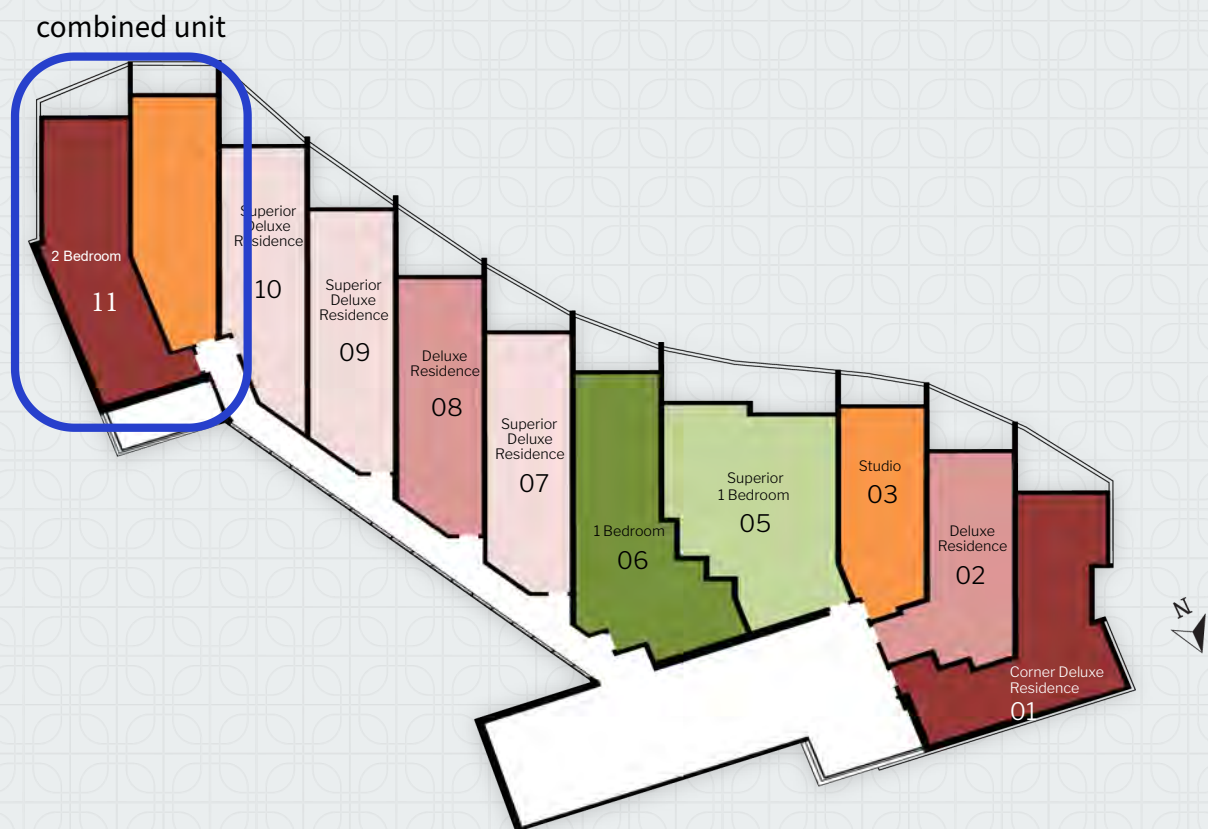 combined unit
2 Bedroom
11
Superior
Deluxe
Residence
10
Superior
Deluxe
Residence
09
Deluxe
Residence
08
Superior
Deluxe
Residence
07
1 Bedroom
06
Superior
1 Bedroom
05
Studio
03
Deluxe
Residence
02
Corner Deluxe
Residence
01
N